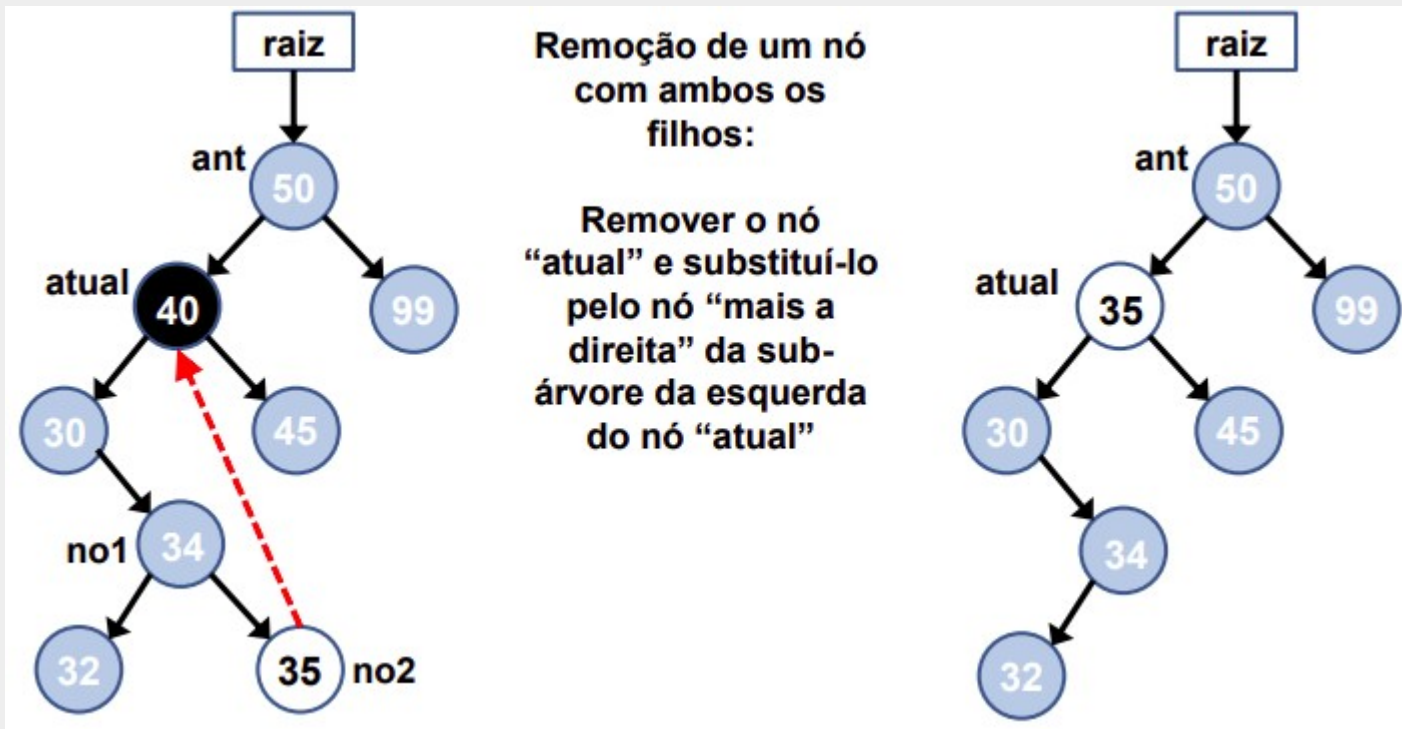 raiz
ant
50
atual
40
99
30
45
no1
34
32
35
no2
Remoção de um nó
com ambos os
filhos:
Remover o nó
“atual” e substituí-lo
pelo nó “mais a
direita” da sub-
árvore da esquerda
do nó “atual”
raiz
ant
50
atual
35
99
30
45
34
32